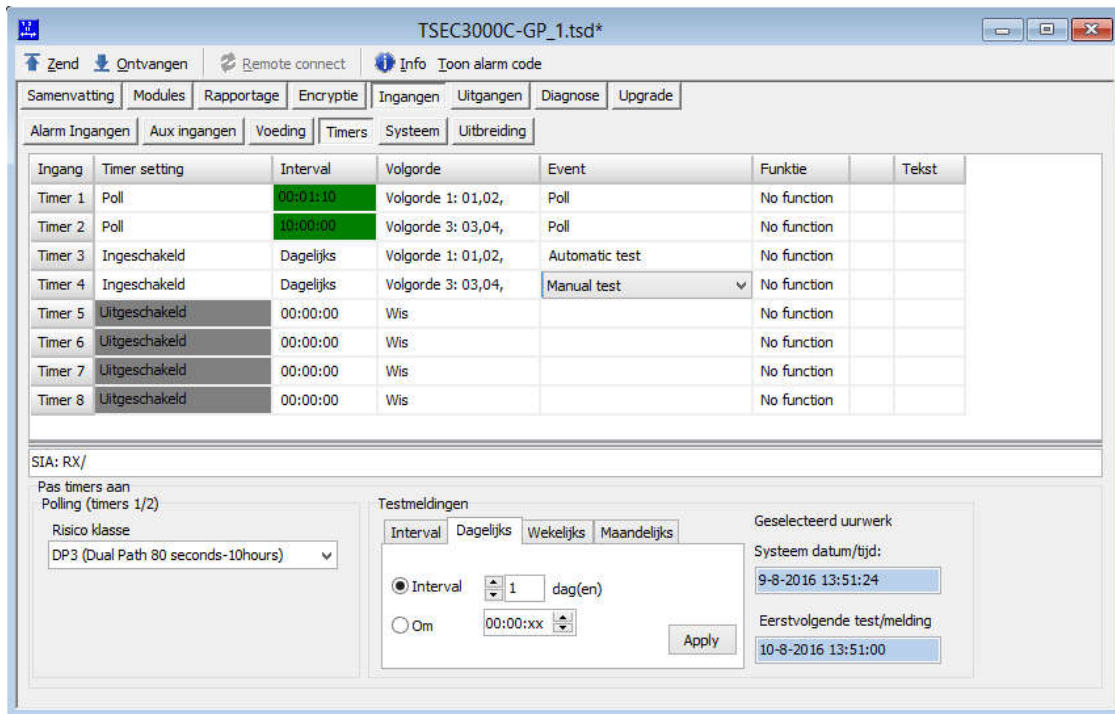 TSEC3000C-GP_1.tsd*
Zend Ontvangen Remote connect Info Toon alarm code
Samenvatting Modules Rapportage Encryptie Ingangen Uitgangen Diagnose Upgrade
Alarm Ingangen Aux ingangen Voeding Timers Systeem Uitbreiding
Ingang Timer setting Interval Volgorde Event Funktie Tekst
Timer 1 Poll 00:01:10 Volgorde 1: 01,02, Poll No function
Timer 2 Poll 10:00:00 Volgorde 3: 03,04, Poll No function
Timer 3 Ingeschakeld Dagelijks Volgorde 1: 01,02, Automatic test No function
Timer 4 Ingeschakeld Dagelijks Volgorde 3: 03,04, Manual test No function
Timer 5 Uitgeschakeld 00:00:00 Wis No function
Timer 6 Uitgeschakeld 00:00:00 Wis No function
Timer 7 Uitgeschakeld 00:00:00 Wis No function
Timer 8 Uitgeschakeld 00:00:00 Wis No function
SIA: RX/
Pas timers aan
Polling (timers 1/2)
Risico klasse
DP3 (Dual Path 80 seconds-10hours)
Testmeldingen
Interval Dagelijks Wekelijks Maandelijks
Interval 1 dag(en)
Om 00:00:xx
Apply
Geselecteerd uurwerk
Systeem datum/tijd:
9-8-2016 13:51:24
Eerstvolgende test/melding
10-8-2016 13:51:00